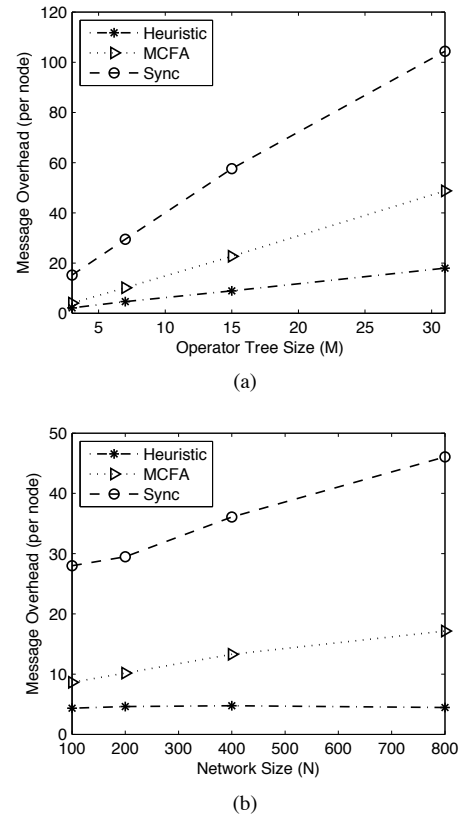 120
100
80
60
40
20
0
Message Overhead (per node)
Heuristic
MCFA
Sync
5 10 15 20 25 30
Operator Tree Size (M)
(a)
50
40
30
20
10
0
Message Overhead (per node)
Heuristic
MCFA
Sync
100 200 300 400 500 600 700 800
Network Size (N)
(b)